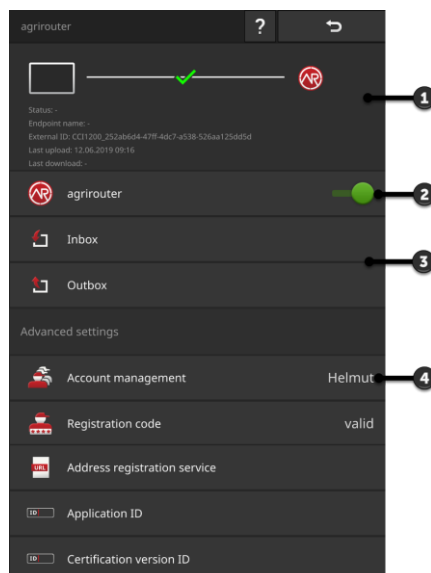 agrirouter ?
AR
Status: -
Endpoint name: -
External ID: CCI1200_252ab6d4-47ff-4dc7-a538-526aa125dd5d
Last upload: 12.06.2019 09:16
Last download: -
1
AR agrirouter
2
Inbox
3
Outbox
Advanced settings
Account management Helmut
4
Registration code valid
URL Address registration service
ID Application ID
ID Certification version ID